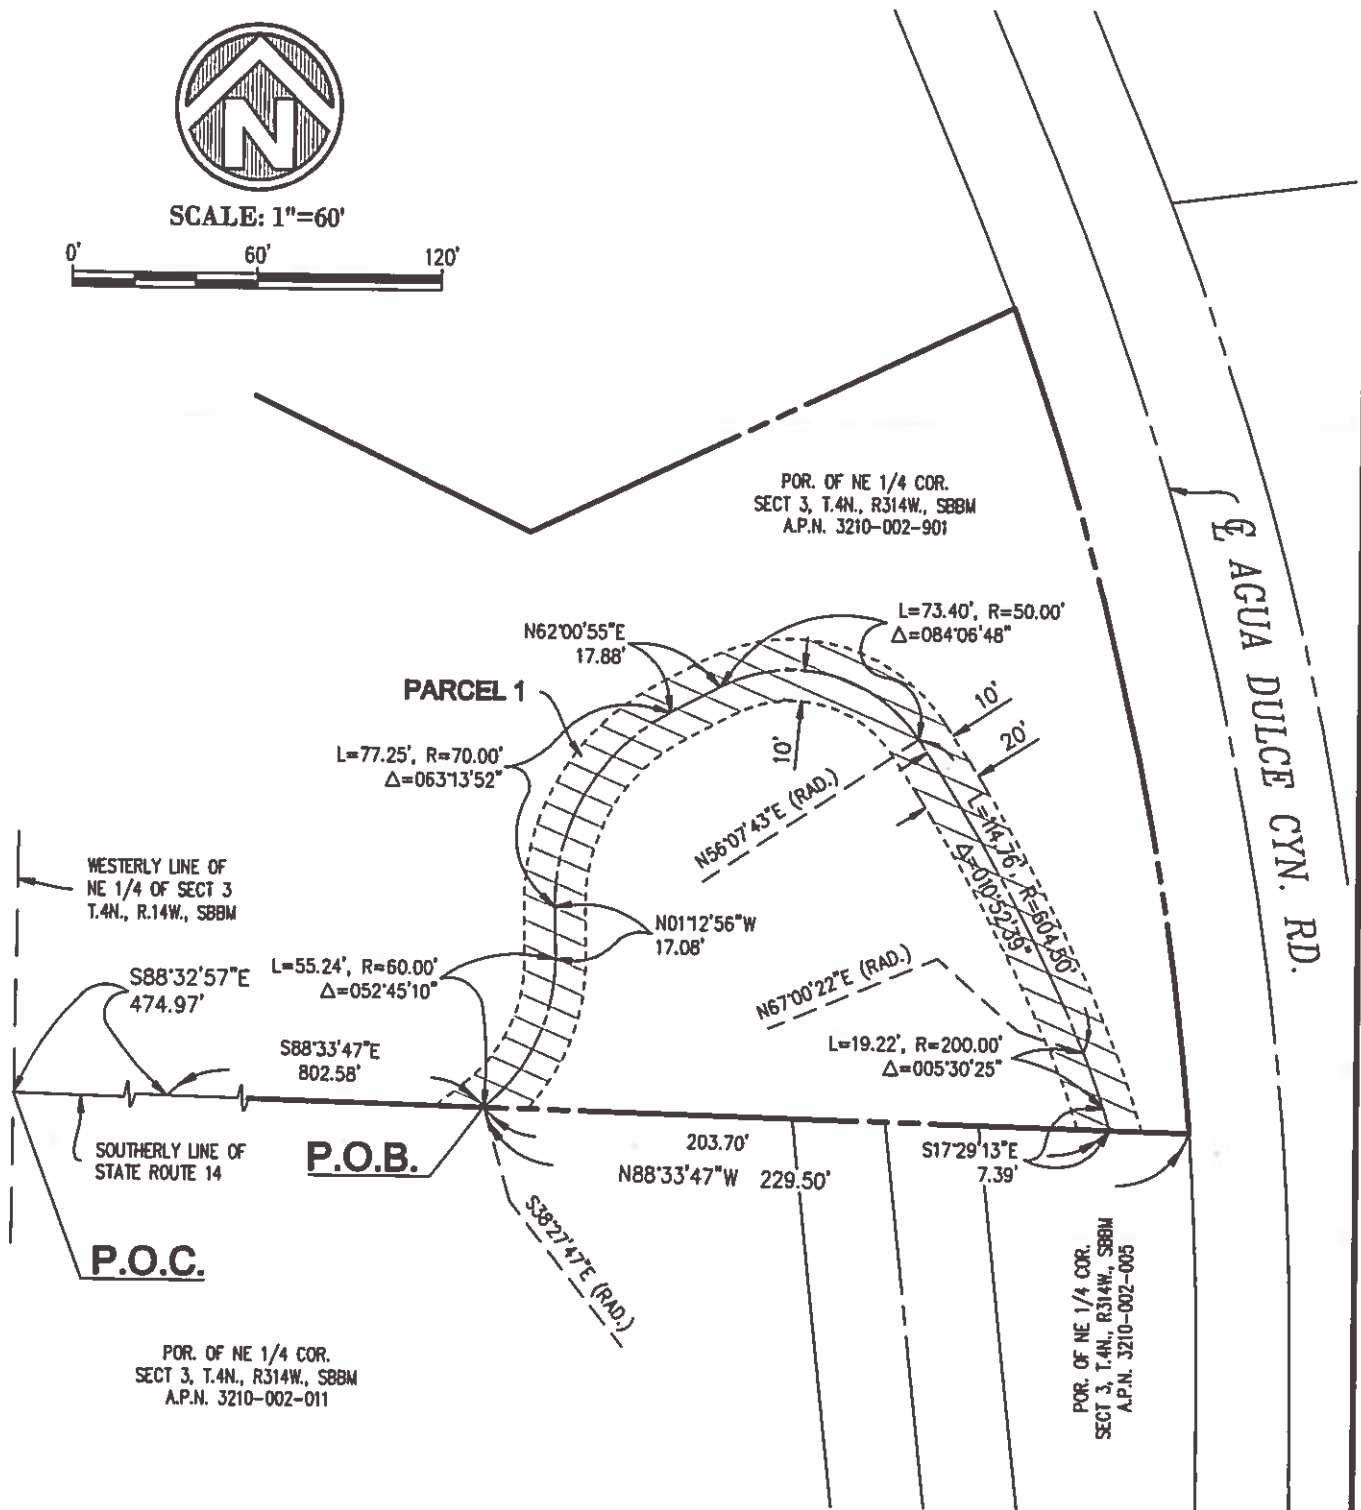 N
SCALE: 1"=60'
0' 60' 120'
POR. OF NE 1/4 COR.
SECT 3, T.4N., R314W., SBBM
A.P.N. 3210-002-901
℄ AGUA DULCE CYN. RD.
L=73.40', R=50.00'
Δ=084°06'48"
N62°00'55"E
17.88'
PARCEL 1
10'
20'
10'
L=77.25', R=70.00'
Δ=063°13'52"
N56°07'43"E (RAD.)
L=114.76', R=604.50'
Δ=010°52'39"
WESTERLY LINE OF
NE 1/4 OF SECT 3
T.4N., R.14W., SBBM
N01°12'56"W
17.08'
S88°32'57"E
474.97'
L=55.24', R=60.00'
Δ=052°45'10"
N67°00'22"E (RAD.)
L=19.22', R=200.00'
Δ=005°30'25"
S88°33'47"E
802.58'
SOUTHERLY LINE OF
STATE ROUTE 14
P.O.B.
203.70'
N88°33'47"W 229.50'
S17°29'13"E
7.39'
S38°27'47"E (RAD.)
P.O.C.
POR. OF NE 1/4 COR.
SECT 3, T.4N., R314W., SBBM
A.P.N. 3210-002-011
POR. OF NE 1/4 COR.
SECT 3, T.4N., R314W., SBBM
A.P.N. 3210-002-005